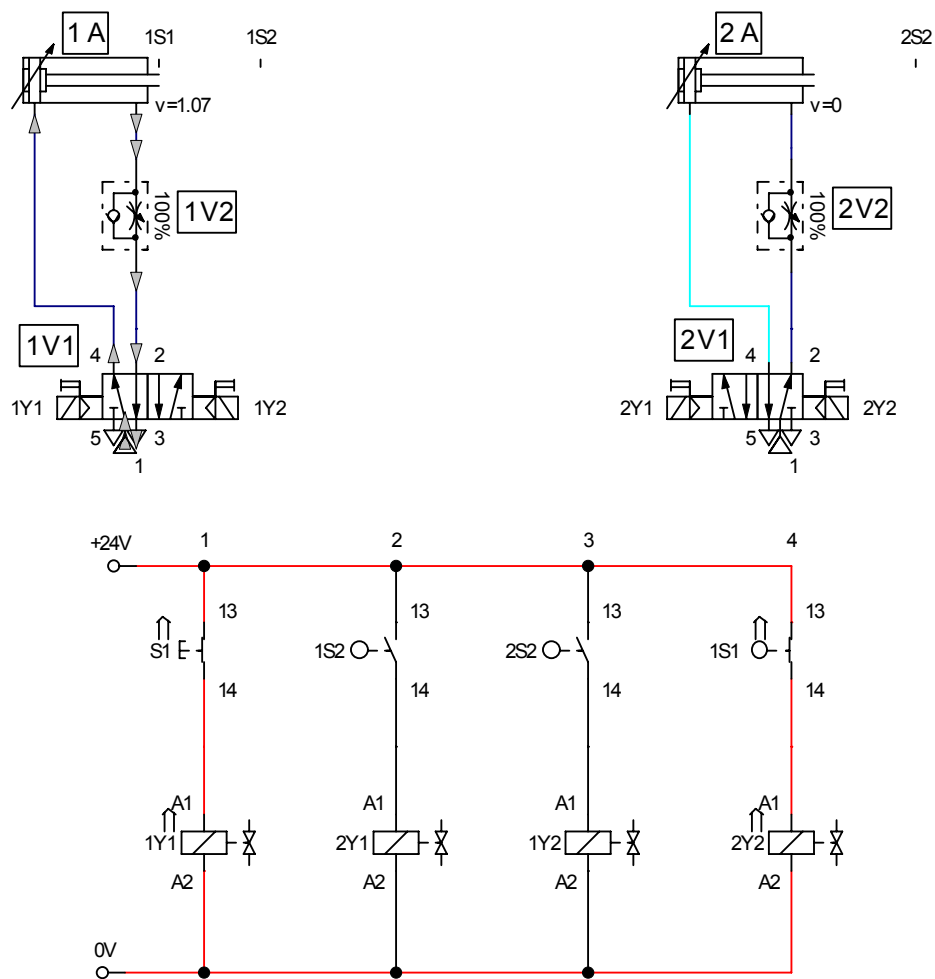 1 A 1S1 1S2 2 A 2S2
v=1.07 v=0
100% 1V2 100% 2V2
1V1 2V1
4 2 4 2
1Y1 1Y2 2Y1 2Y2
5 3 5 3
1 1
+24V 1 2 3 4
13 13 13 13
S1 1S2 2S2 1S1
14 14 14 14
A1 A1 A1 A1
1Y1 2Y1 1Y2 2Y2
A2 A2 A2 A2
0V